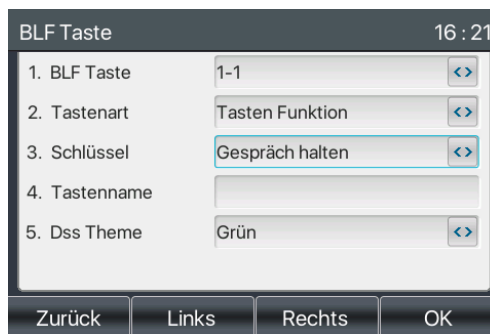 BLF Taste 16 : 21
1. BLF Taste 1-1
2. Tastenart Tasten Funktion
3. Schlüssel Gespräch halten
4. Tastenname
5. Dss Theme Grün
Zurück Links Rechts OK